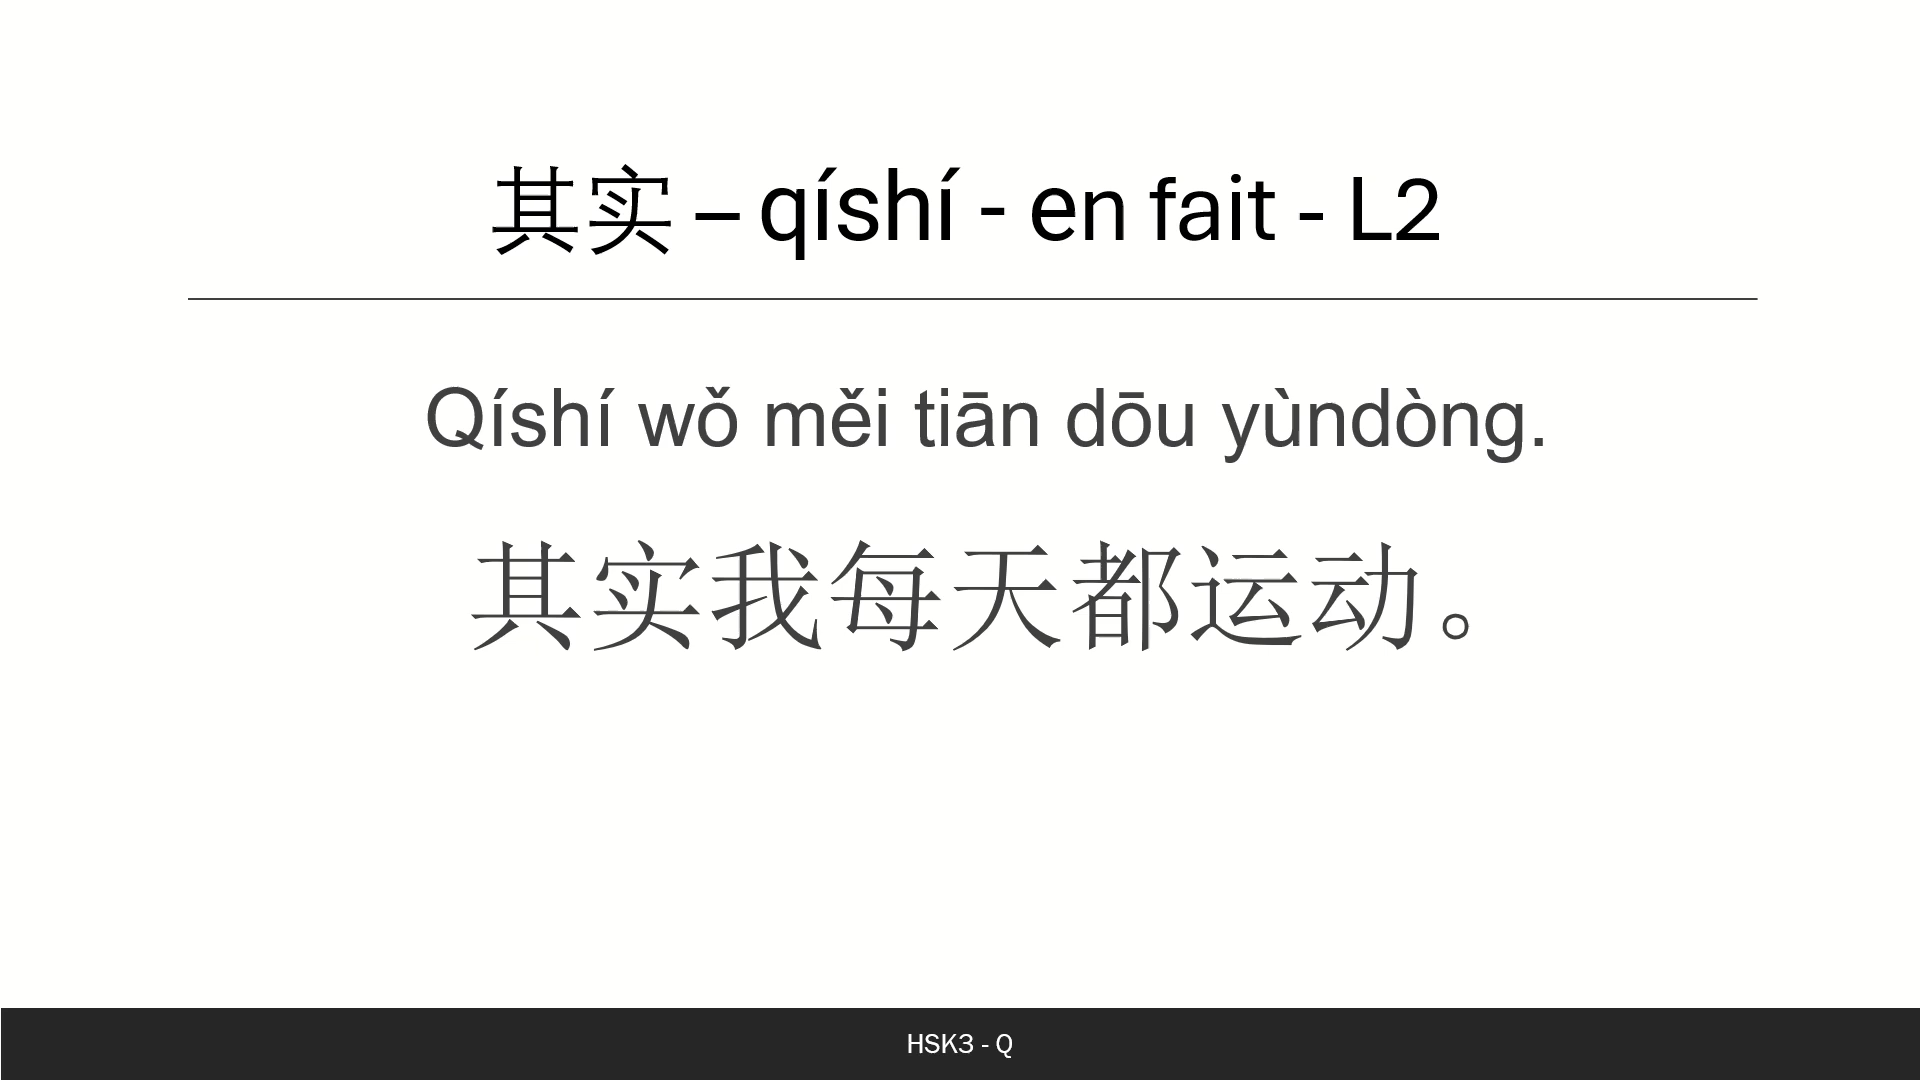 其实 – qíshí - en fait - L2
Qíshí wǒ měi tiān dōu yùndòng.
其实我每天都运动。
HSK3 - Q